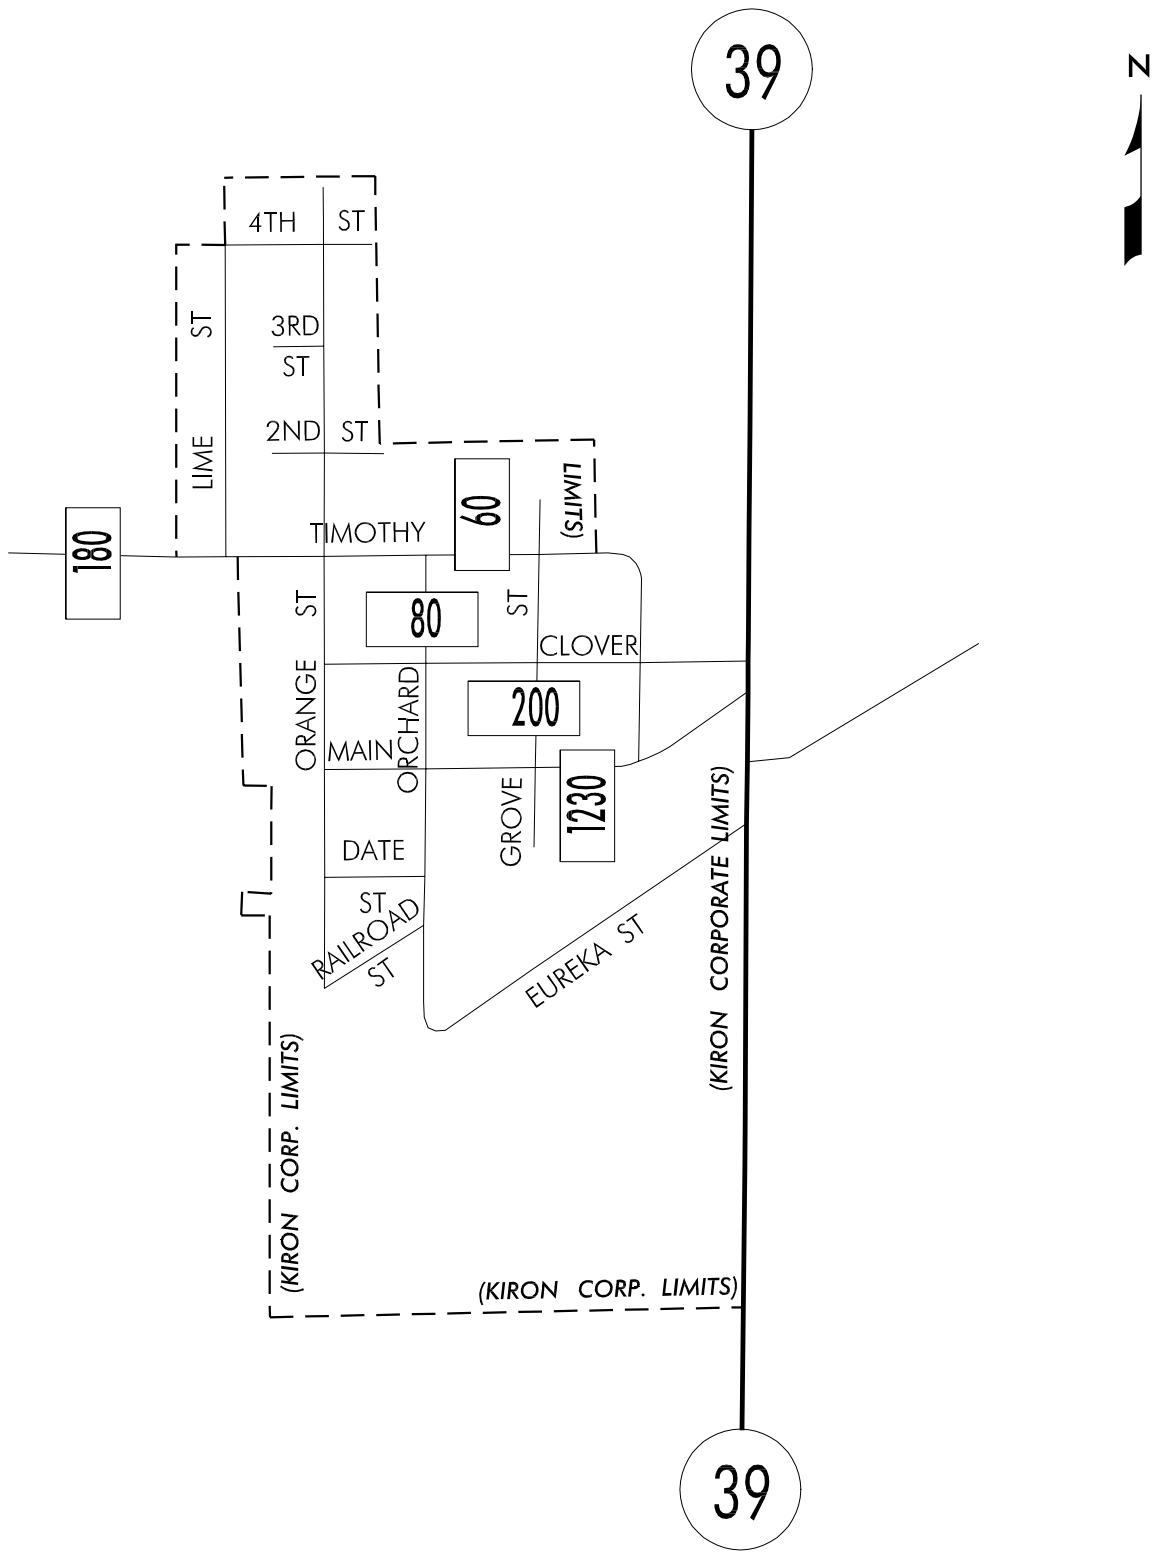 39
N
4TH ST
LIME ST
3RD
ST
2ND ST
LIMITS)
60
TIMOTHY
180
ORANGE ST
80
GROVE ST
CLOVER
ORCHARD
200
MAIN
1230
DATE
ST
RAILROAD
ST
EUREKA ST
(KIRON CORPORATE LIMITS)
(KIRON CORP. LIMITS)
(KIRON CORP. LIMITS)
39